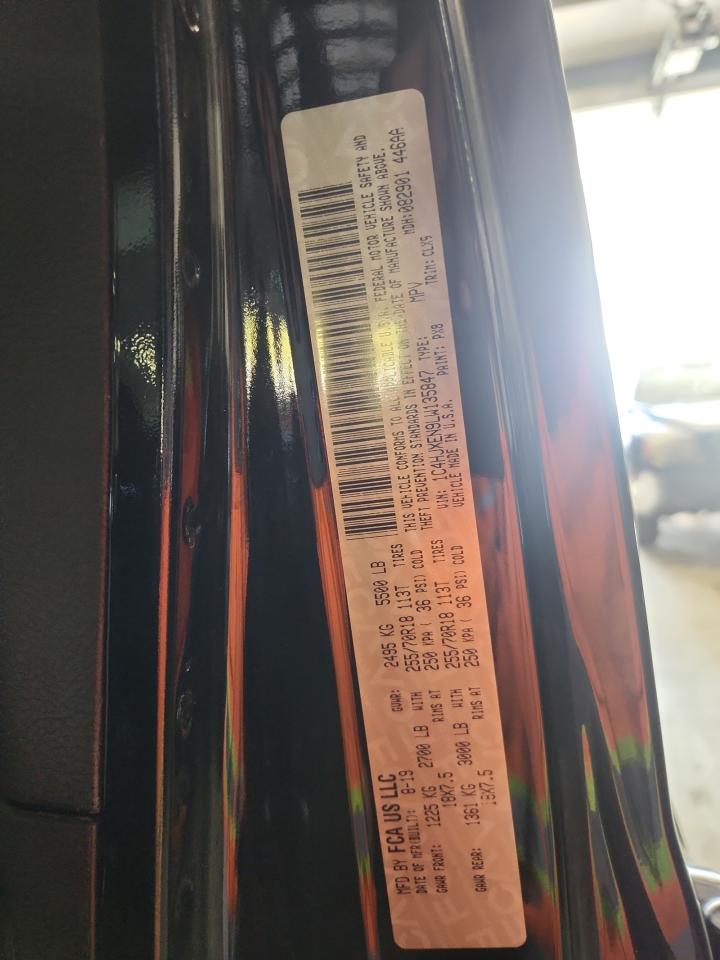 MFD BY FCA US LLC
DATE OF MFR(BUILT): 8-19 GVWR: 2495 KG 5500 LB
GAWR FRONT: 1225 KG 2700 LB WITH 255/70R18 113T TIRES
18X7.5 RIMS AT 250 KPA ( 36 PSI) COLD
GAWR REAR: 1361 KG 3000 LB WITH 255/70R18 113T TIRES
18X7.5 RIMS AT 250 KPA ( 36 PSI) COLD
THIS VEHICLE CONFORMS TO ALL APPLICABLE U.S.A. FEDERAL MOTOR VEHICLE SAFETY AND
THEFT PREVENTION STANDARDS IN EFFECT ON THE DATE OF MANUFACTURE SHOWN ABOVE.
VIN: 1C4HJXEN9LW135847 TYPE: MPV MDH:082901 446AA
VEHICLE MADE IN U.S.A. PAINT: PX8 TRIM: CLX9